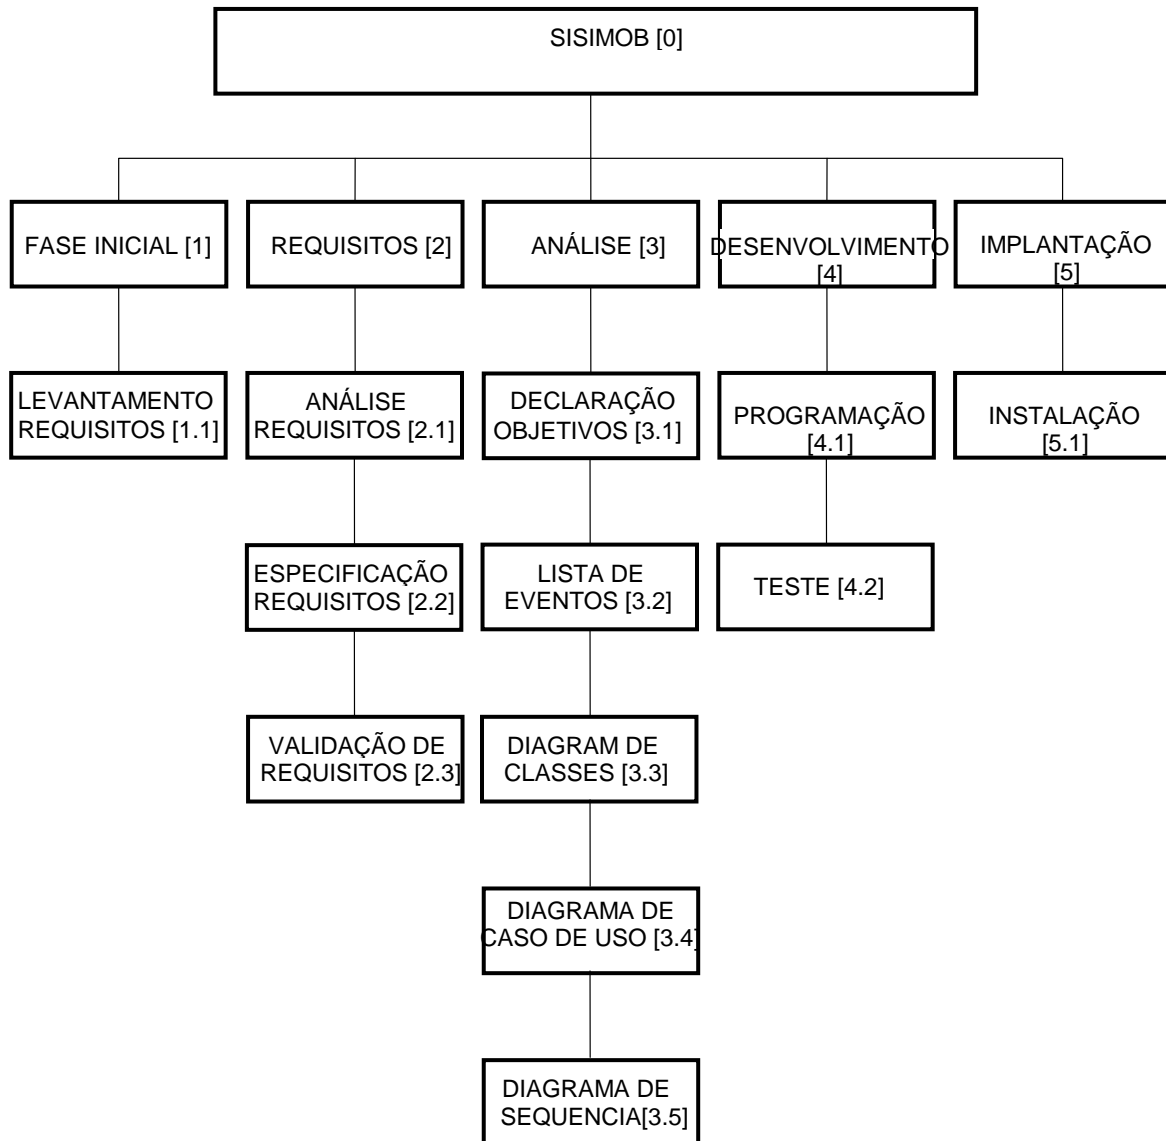 SISIMOB [0]
FASE INICIAL [1]
REQUISITOS [2]
ANÁLISE [3]
DESENVOLVIMENTO
[4]
IMPLANTAÇÃO
[5]
LEVANTAMENTO
REQUISITOS [1.1]
ANÁLISE
REQUISITOS [2.1]
DECLARAÇÃO
OBJETIVOS [3.1]
PROGRAMAÇÃO
[4.1]
INSTALAÇÃO
[5.1]
ESPECIFICAÇÃO
REQUISITOS [2.2]
LISTA DE
EVENTOS [3.2]
TESTE [4.2]
VALIDAÇÃO DE
REQUISITOS [2.3]
DIAGRAM DE
CLASSES [3.3]
DIAGRAMA DE
CASO DE USO [3.4]
DIAGRAMA DE
SEQUENCIA[3.5]